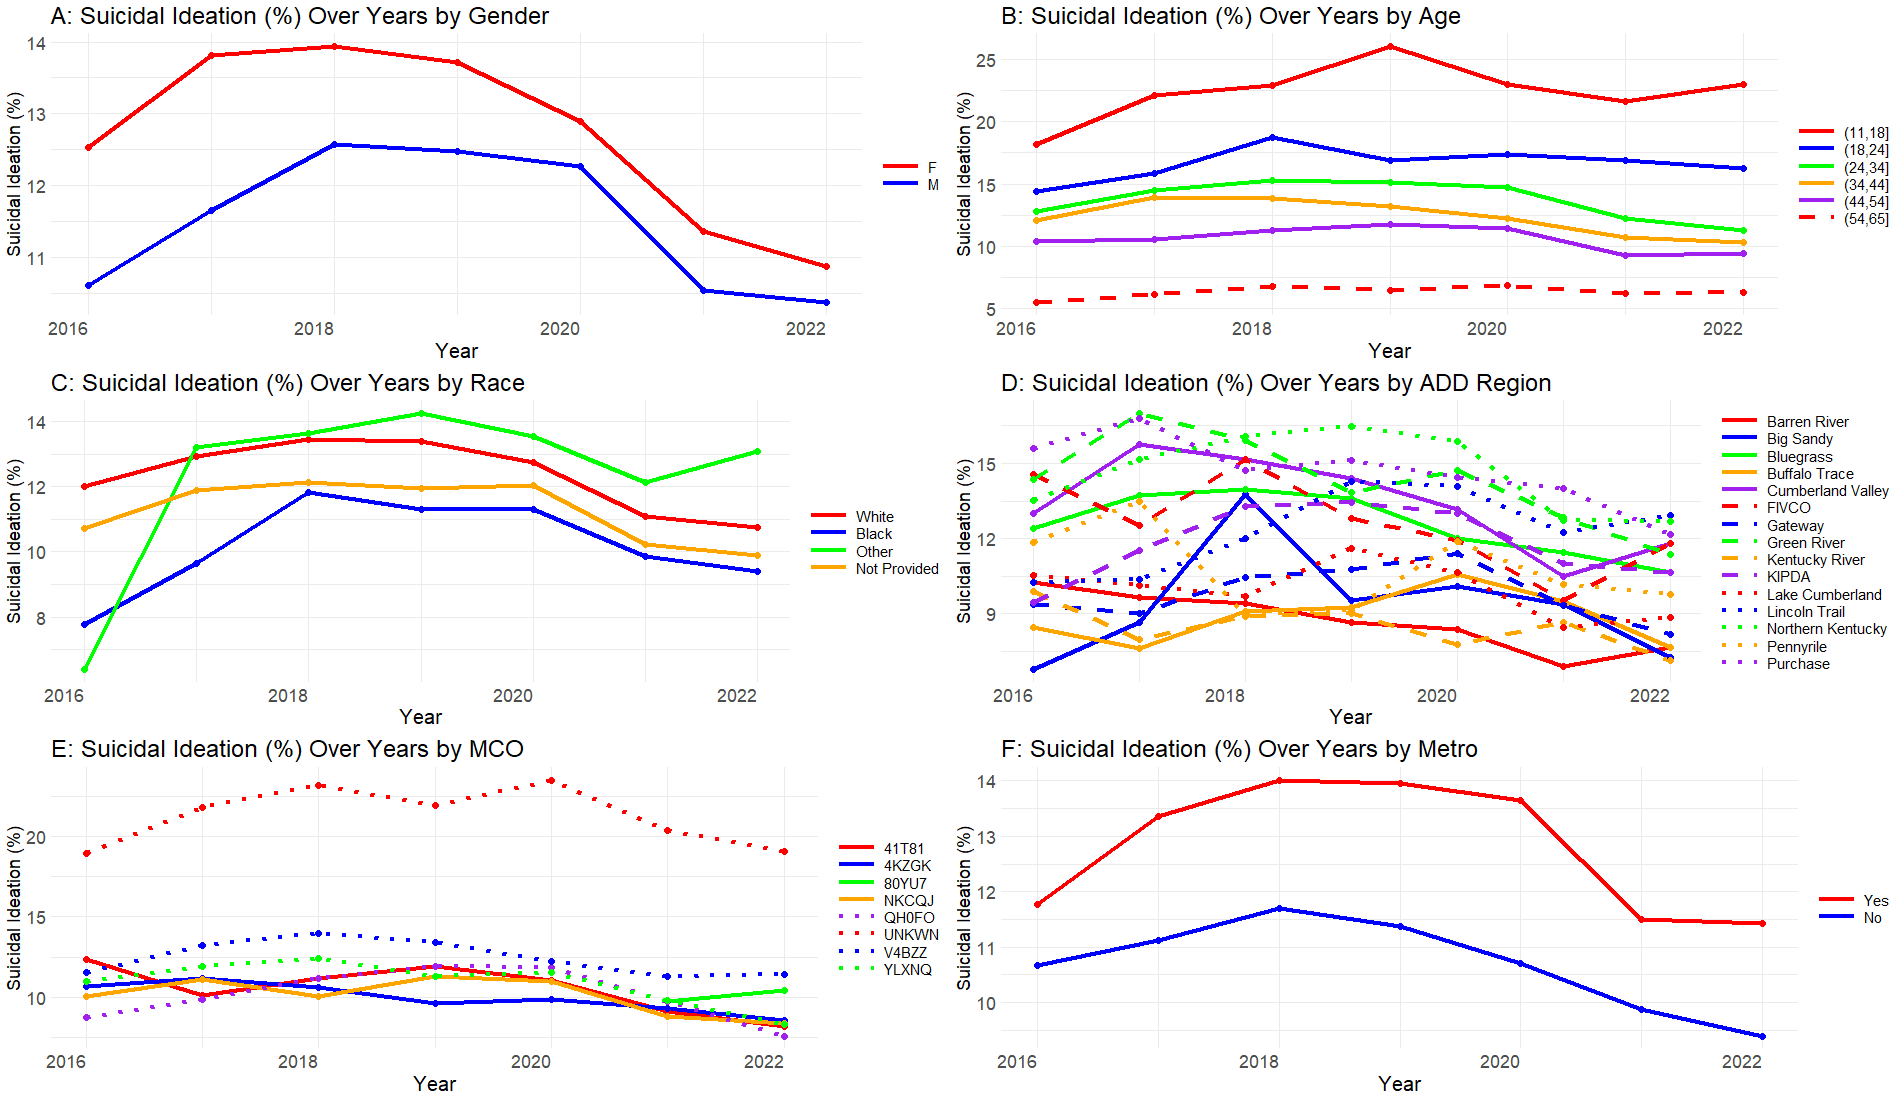 A: Suicidal Ideation (%) Over Years by Gender
Suicidal Ideation (%)
14
13
12
11
2016
2018
2020
2022
Year
F
M
B: Suicidal Ideation (%) Over Years by Age
Suicidal Ideation (%)
25
20
15
10
5
2016
2018
2020
2022
Year
(11,18]
(18,24]
(24,34]
(34,44]
(44,54]
(54,65]
C: Suicidal Ideation (%) Over Years by Race
Suicidal Ideation (%)
14
12
10
8
2016
2018
2020
2022
Year
White
Black
Other
Not Provided
D: Suicidal Ideation (%) Over Years by ADD Region
Suicidal Ideation (%)
15
12
9
2016
2018
2020
2022
Year
Barren River
Big Sandy
Bluegrass
Buffalo Trace
Cumberland Valley
FIVCO
Gateway
Green River
Kentucky River
KIPDA
Lake Cumberland
Lincoln Trail
Northern Kentucky
Pennyrile
Purchase
E: Suicidal Ideation (%) Over Years by MCO
Suicidal Ideation (%)
20
15
10
2016
2018
2020
2022
Year
41T81
4KZGK
80YU7
NKCQJ
QH0FO
UNKWN
V4BZZ
YLXNQ
F: Suicidal Ideation (%) Over Years by Metro
Suicidal Ideation (%)
14
13
12
11
10
2016
2018
2020
2022
Year
Yes
No